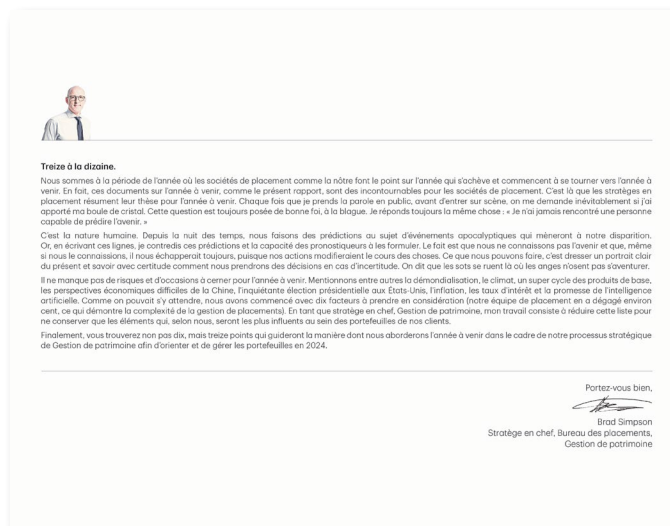 Treize à la dizaine.
Nous sommes à la période de l'année où les sociétés de placement comme la nôtre font le point sur l'année qui s'achève et commencent à se tourner vers l'année à
venir. En fait, ces documents sur l'année à venir, comme le présent rapport, sont des incontournables pour les sociétés de placement. C'est là que les stratèges en
placement résument leur thèse pour l'année à venir. Chaque fois que je prends la parole en public, avant d'entrer sur scène, on me demande inévitablement si j'ai
apporté ma boule de cristal. Cette question est toujours posée de bonne foi, à la blague. Je réponds toujours la même chose : « Je n'ai jamais rencontré une personne
capable de prédire l'avenir. »
C'est la nature humaine. Depuis la nuit des temps, nous faisons des prédictions au sujet d'événements apocalyptiques qui mèneront à notre disparition.
Or, en écrivant ces lignes, je contredis ces prédictions et la capacité des pronostiqueurs à les formuler. Le fait est que nous ne connaissons pas l'avenir et que, même
si nous le connaissions, il nous échapperait toujours, puisque nos actions modifieraient le cours des choses. Ce que nous pouvons faire, c'est dresser un portrait clair
du présent et savoir avec certitude comment nous prendrons des décisions en cas d'incertitude. On dit que les sots se ruent là où les anges n'osent pas s'aventurer.
Il ne manque pas de risques et d'occasions à cerner pour l'année à venir. Mentionnons entre autres la démondialisation, le climat, un super cycle des produits de base,
les perspectives économiques difficiles de la Chine, l'inquiétante élection présidentielle aux États-Unis, l'inflation, les taux d'intérêt et la promesse de l'intelligence
artificielle. Comme on pouvait s'y attendre, nous avons commencé avec dix facteurs à prendre en considération (notre équipe de placement en a dégagé environ
cent, ce qui démontre la complexité de la gestion de placements). En tant que stratège en chef, Gestion de patrimoine, mon travail consiste à réduire cette liste pour
ne conserver que les éléments qui, selon nous, seront les plus influents au sein des portefeuilles de nos clients.
Finalement, vous trouverez non pas dix, mais treize points qui guideront la manière dont nous aborderons l'année à venir dans le cadre de notre processus stratégique
de Gestion de patrimoine afin d'orienter et de gérer les portefeuilles en 2024.
Portez-vous bien,
Brad Simpson
Stratège en chef, Bureau des placements,
Gestion de patrimoine